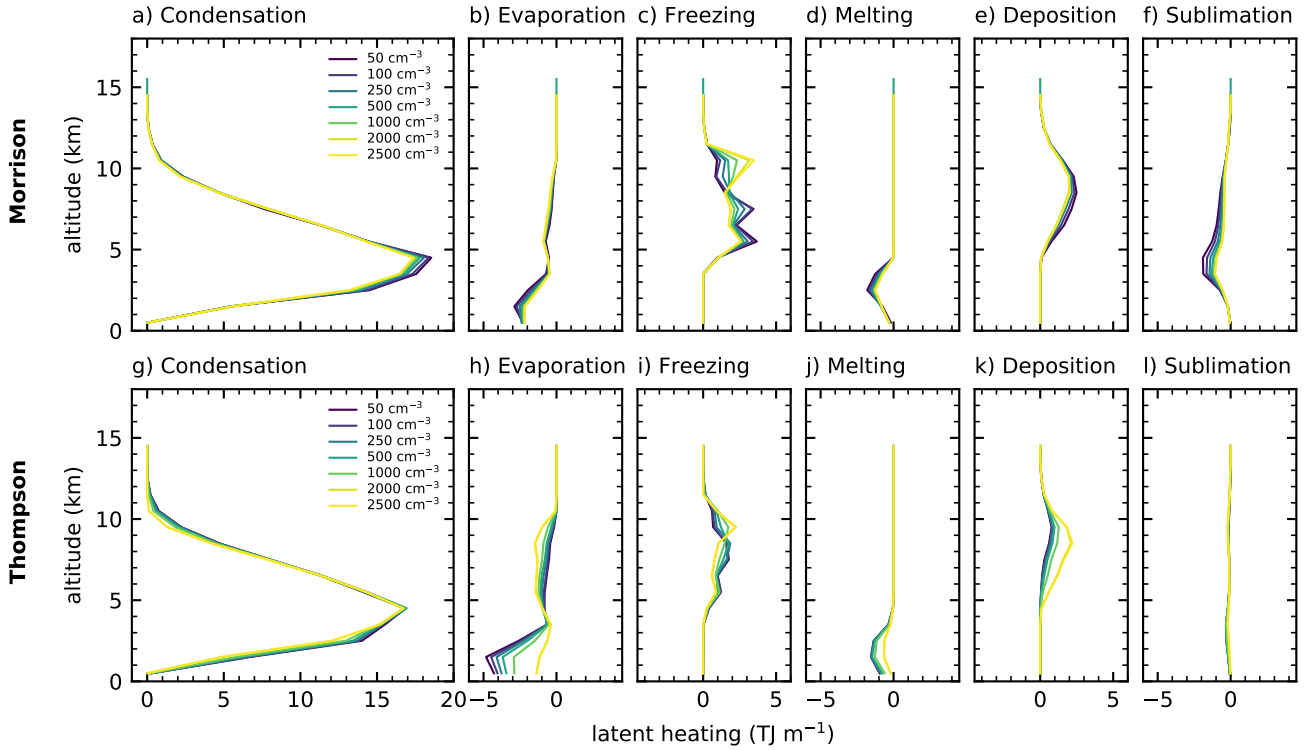 a) Condensation
b) Evaporation
c) Freezing
d) Melting
e) Deposition
f) Sublimation
Morrison
altitude (km)
15
10
5
0
50 cm⁻³
100 cm⁻³
250 cm⁻³
500 cm⁻³
1000 cm⁻³
2000 cm⁻³
2500 cm⁻³
g) Condensation
h) Evaporation
i) Freezing
j) Melting
k) Deposition
l) Sublimation
Thompson
altitude (km)
15
10
5
0
50 cm⁻³
100 cm⁻³
250 cm⁻³
500 cm⁻³
1000 cm⁻³
2000 cm⁻³
2500 cm⁻³
0 5 10 15 20
−5 0
0 5
−5 0
0 5
−5 0
latent heating (TJ m⁻¹)